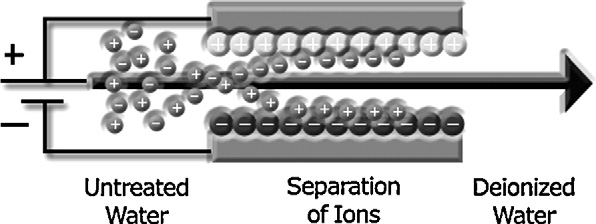 +
−
Untreated
Water
Separation
of Ions
Deionized
Water